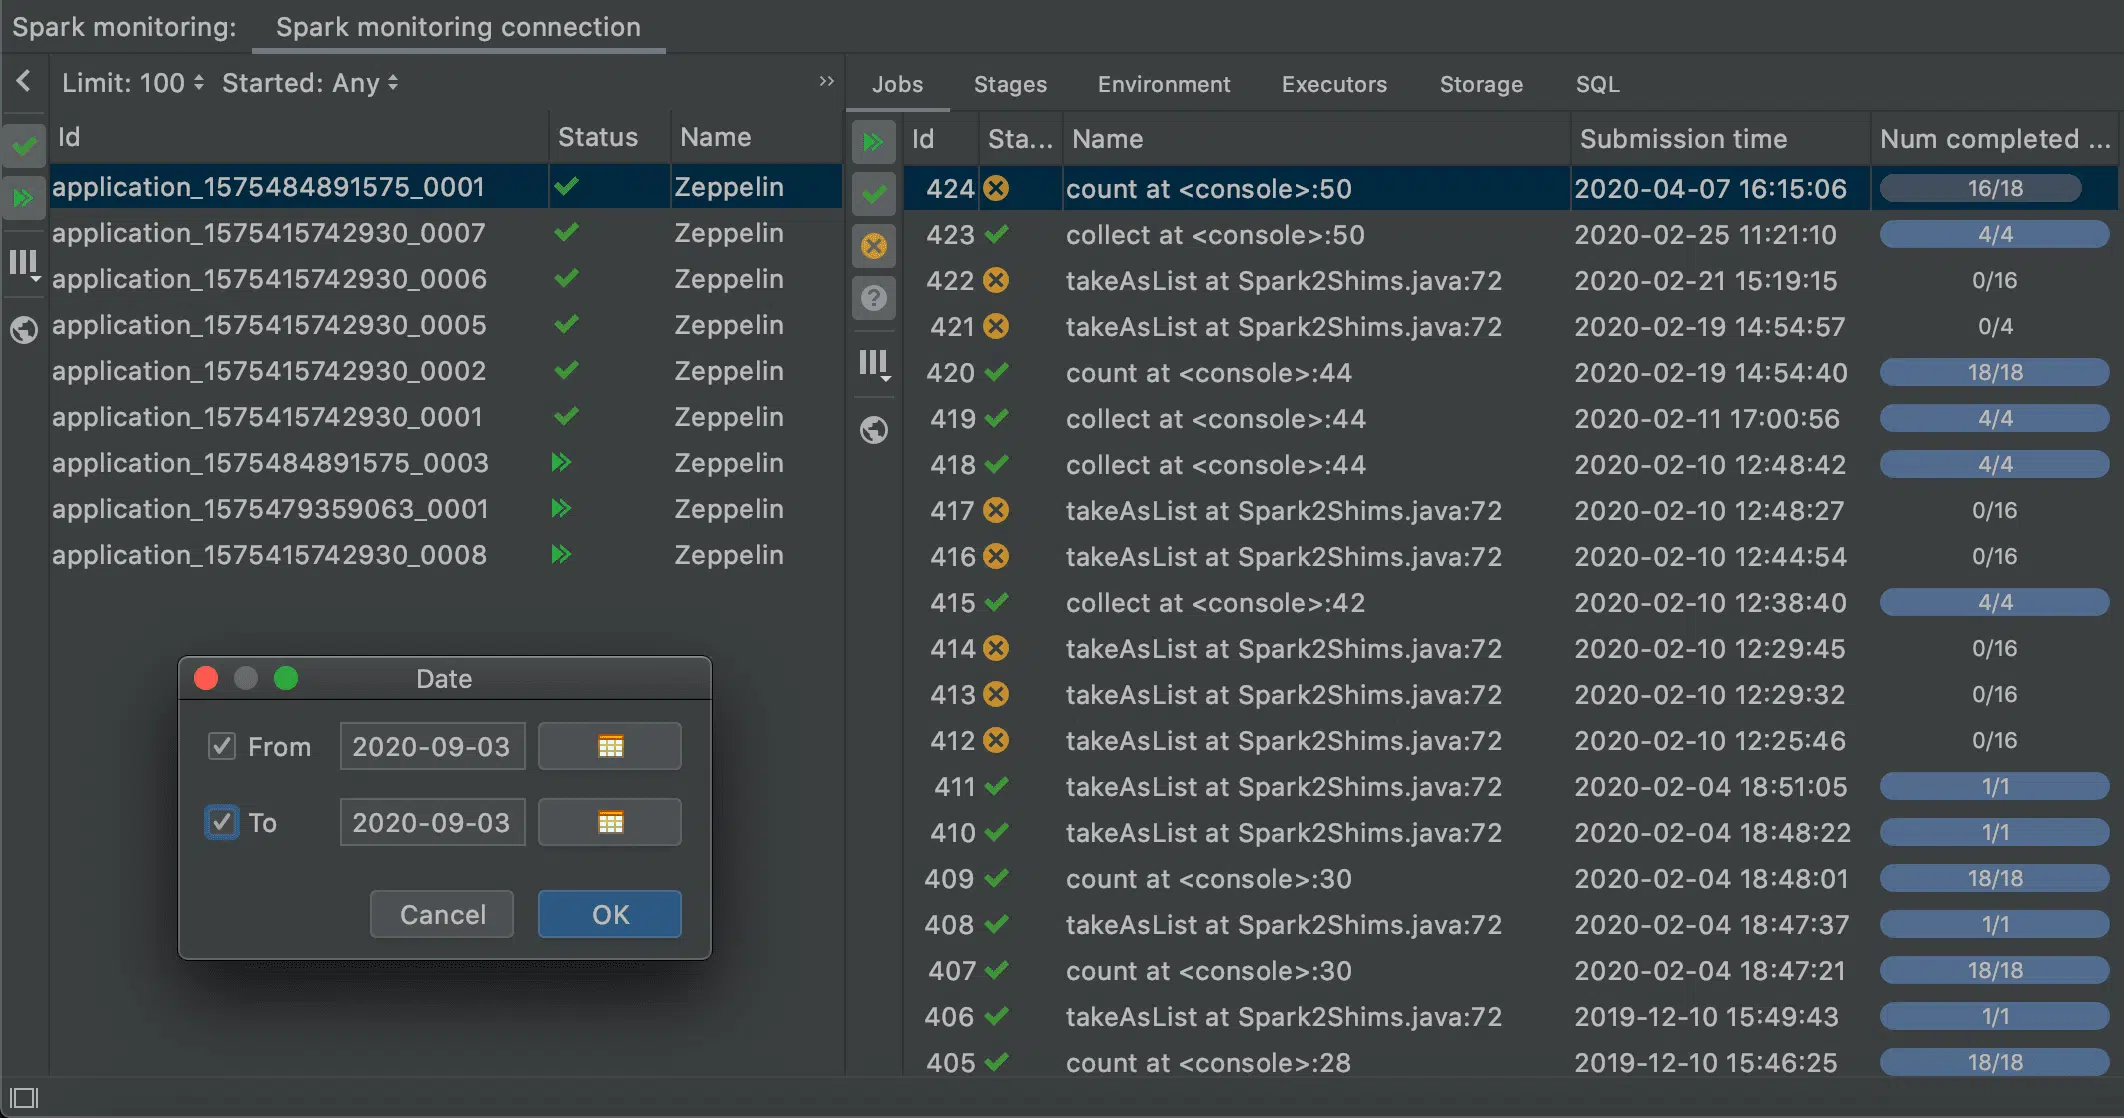 Spark monitoring: Spark monitoring connection
Limit: 100 Started: Any
Id Status Name
application_1575484891575_0001 Zeppelin
application_1575415742930_0007 Zeppelin
application_1575415742930_0006 Zeppelin
application_1575415742930_0005 Zeppelin
application_1575415742930_0002 Zeppelin
application_1575415742930_0001 Zeppelin
application_1575484891575_0003 Zeppelin
application_1575479359063_0001 Zeppelin
application_1575415742930_0008 Zeppelin
Date
From 2020-09-03
To 2020-09-03
Cancel OK
Jobs Stages Environment Executors Storage SQL
Id Sta... Name Submission time Num completed ...
424 count at <console>:50 2020-04-07 16:15:06 16/18
423 collect at <console>:50 2020-02-25 11:21:10 4/4
422 takeAsList at Spark2Shims.java:72 2020-02-21 15:19:15 0/16
421 takeAsList at Spark2Shims.java:72 2020-02-19 14:54:57 0/4
420 count at <console>:44 2020-02-19 14:54:40 18/18
419 collect at <console>:44 2020-02-11 17:00:56 4/4
418 collect at <console>:44 2020-02-10 12:48:42 4/4
417 takeAsList at Spark2Shims.java:72 2020-02-10 12:48:27 0/16
416 takeAsList at Spark2Shims.java:72 2020-02-10 12:44:54 0/16
415 collect at <console>:42 2020-02-10 12:38:40 4/4
414 takeAsList at Spark2Shims.java:72 2020-02-10 12:29:45 0/16
413 takeAsList at Spark2Shims.java:72 2020-02-10 12:29:32 0/16
412 takeAsList at Spark2Shims.java:72 2020-02-10 12:25:46 0/16
411 takeAsList at Spark2Shims.java:72 2020-02-04 18:51:05 1/1
410 takeAsList at Spark2Shims.java:72 2020-02-04 18:48:22 1/1
409 count at <console>:30 2020-02-04 18:48:01 18/18
408 takeAsList at Spark2Shims.java:72 2020-02-04 18:47:37 1/1
407 count at <console>:30 2020-02-04 18:47:21 18/18
406 takeAsList at Spark2Shims.java:72 2019-12-10 15:49:43 1/1
405 count at <console>:28 2019-12-10 15:46:25 18/18